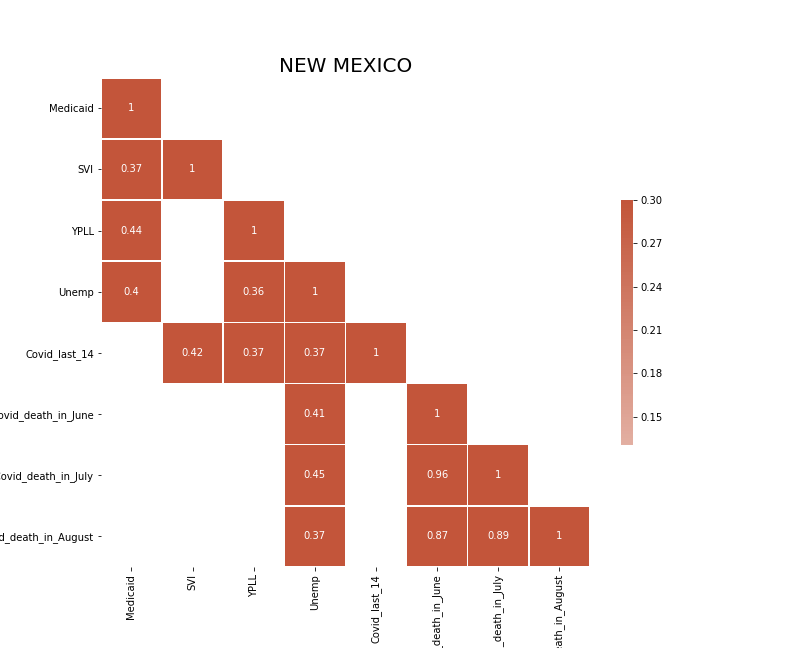 NEW MEXICO
Medicaid 1
SVI 0.37 1
YPLL 0.44 1
Unemp 0.4 0.36 1
Covid_last_14 0.42 0.37 0.37 1
ovid_death_in_June 0.41 1
ovid_death_in_July 0.45 0.96 1
d_death_in_August 0.37 0.87 0.89 1
Medicaid
SVI
YPLL
Unemp
Covid_last_14
_death_in_June
_death_in_July
eath_in_August
0.30
0.27
0.24
0.21
0.18
0.15